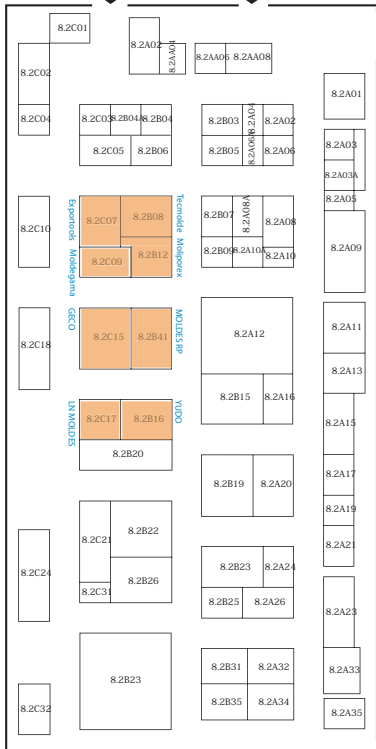 8.2C01
8.2A02
8.2AA04
8.2C02
8.2AA06
8.2AA08
8.2A01
8.2C04
8.2C03
8.2B04A
8.2B04
8.2B03
8.2A04
8.2A02
8.2A03
8.2C05
8.2B06
8.2B05
8.2A06A
8.2A06
8.2A03A
8.2A05
8.2C10
Exportools
8.2C07
8.2B08
Tecmolde
8.2B07
8.2A08A
8.2A08
8.2A09
Moldegama
8.2C09
8.2B12
Moliporex
8.2B09
8.2A10A
8.2A10
8.2C18
GECO
8.2C15
8.2B41
MOLDES RP
8.2A12
8.2A11
8.2A13
LN MOLDES
8.2C17
8.2B16
YUDO
8.2B15
8.2A16
8.2A15
8.2B20
8.2B19
8.2A20
8.2A17
8.2A19
8.2C21
8.2B22
8.2A21
8.2C24
8.2B26
8.2C31
8.2B23
8.2A24
8.2B25
8.2A26
8.2A23
8.2B23
8.2B31
8.2A32
8.2A33
8.2C32
8.2B35
8.2A34
8.2A35